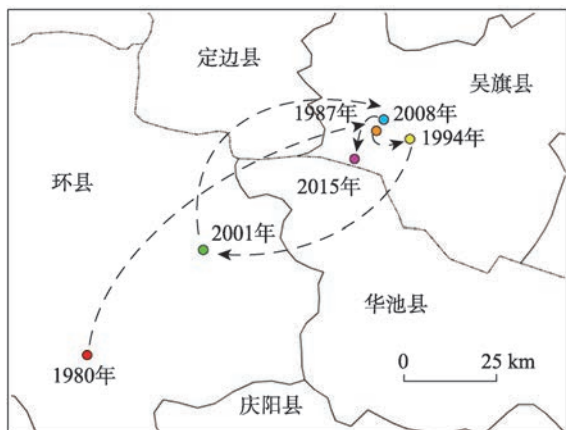 定边县
吴旗县
1987年
2008年
1994年
2015年
环县
2001年
华池县
1980年
0 25 km
庆阳县